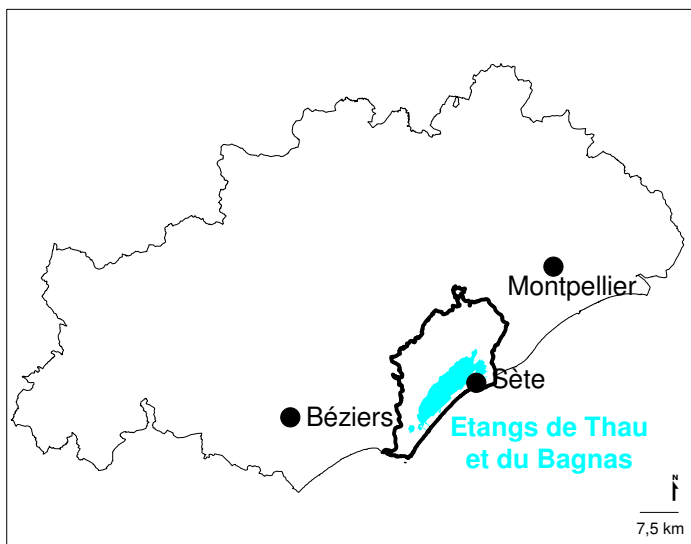 Montpellier
Sète
Béziers
Etangs de Thau
et du Bagnas
N
7,5 km